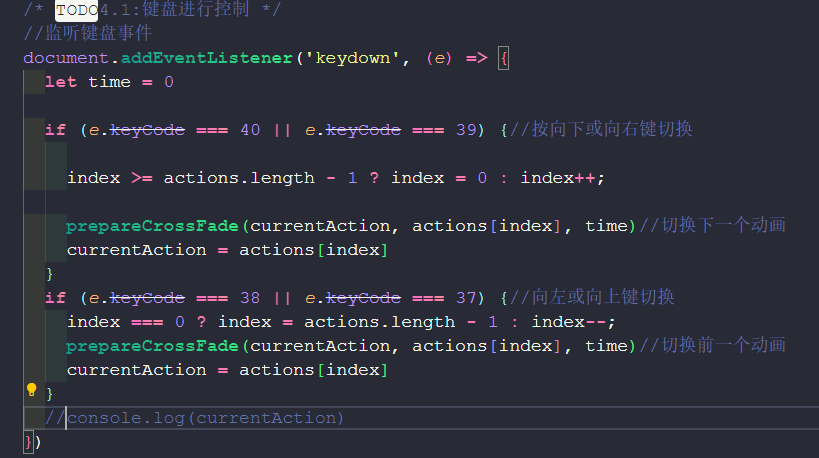 /* TODO4.1:键盘进行控制 */
//监听键盘事件
document.addEventListener('keydown', (e) => {
let time = 0
if (e.keyCode === 40 || e.keyCode === 39) {//按向下或向右键切换
index >= actions.length - 1 ? index = 0 : index++;
prepareCrossFade(currentAction, actions[index], time)//切换下一个动画
currentAction = actions[index]
}
if (e.keyCode === 38 || e.keyCode === 37) {//向左或向上键切换
index === 0 ? index = actions.length - 1 : index--;
prepareCrossFade(currentAction, actions[index], time)//切换前一个动画
currentAction = actions[index]
}
//console.log(currentAction)
})